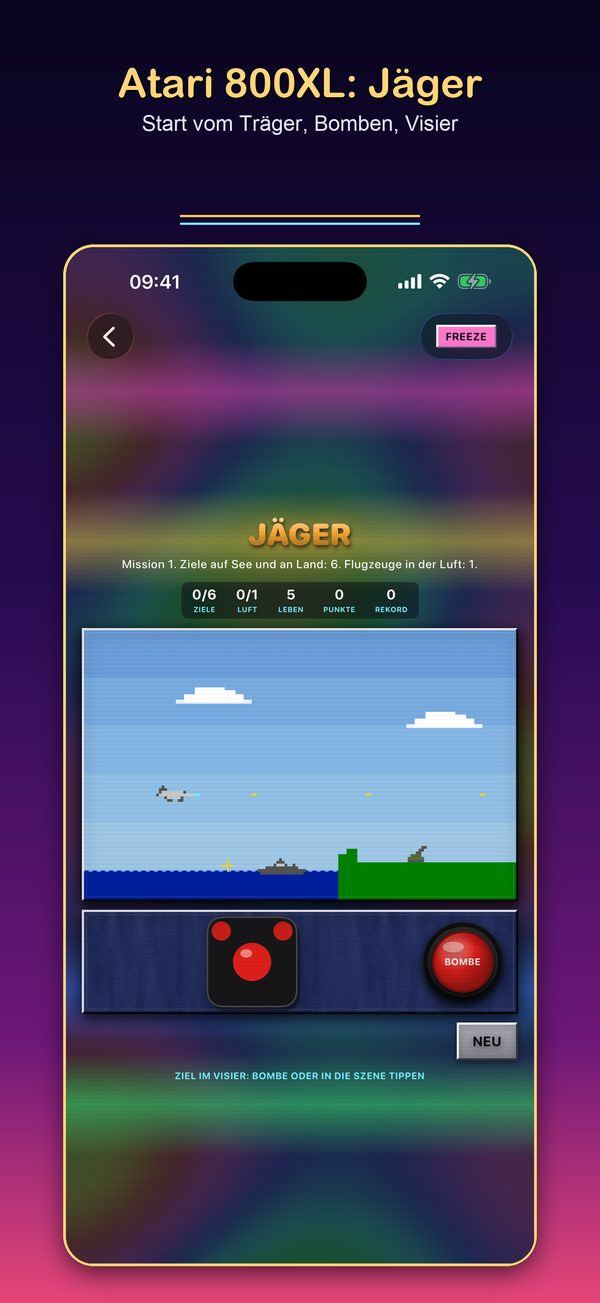 Atari 800XL: Jäger
Start vom Träger, Bomben, Visier
09:41
FREEZE
JÄGER
Mission 1. Ziele auf See und an Land: 6. Flugzeuge in der Luft: 1.
0/6 0/1 5 0 0
ZIELE LUFT LEBEN PUNKTE REKORD
BOMBE
NEU
ZIEL IM VISIER: BOMBE ODER IN DIE SZENE TIPPEN